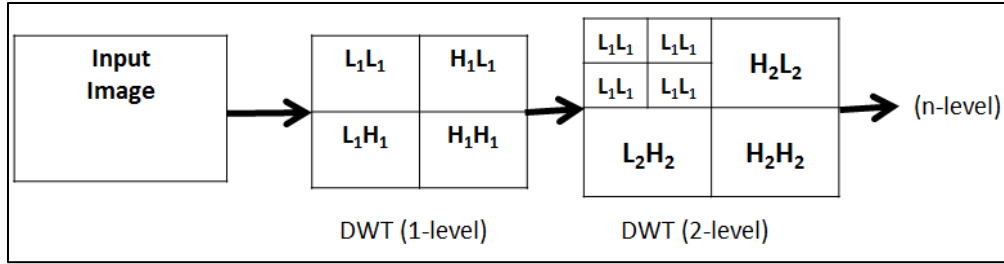 Input
Image
L₁L₁ H₁L₁
L₁H₁ H₁H₁
DWT (1-level)
L₁L₁ L₁L₁
L₁L₁ L₁L₁
H₂L₂
L₂H₂ H₂H₂
DWT (2-level)
(n-level)